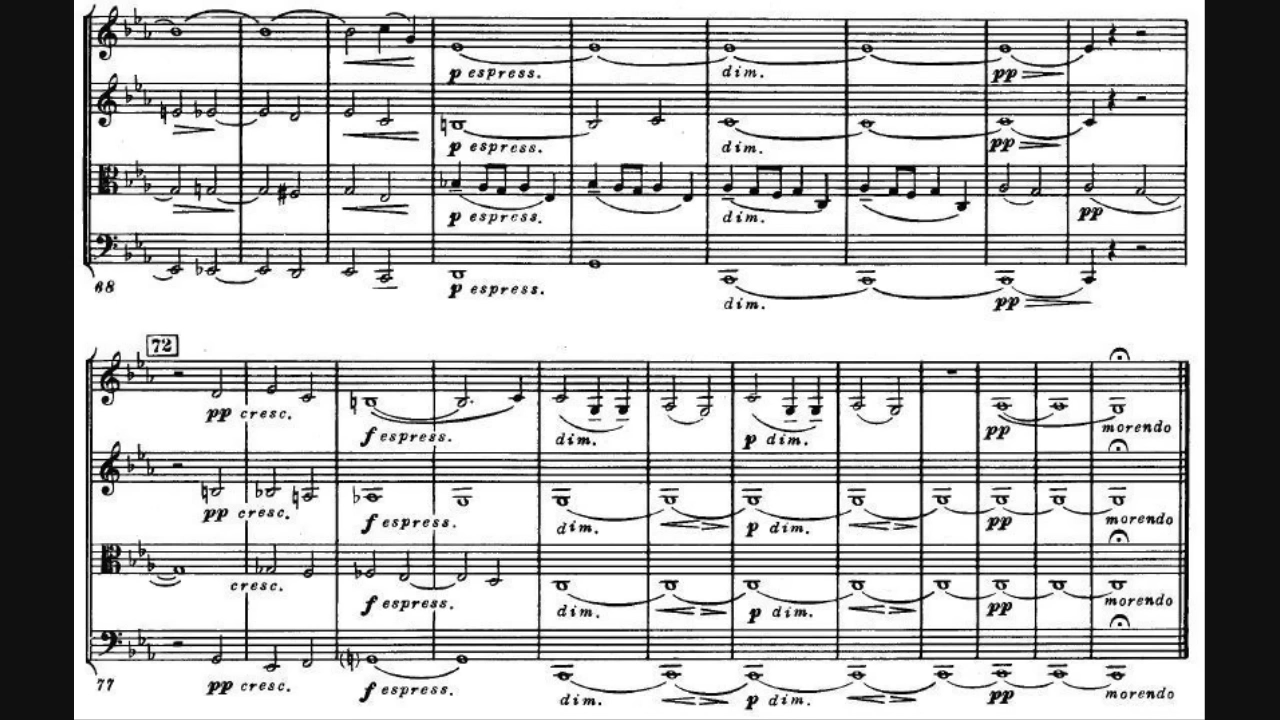 p espress. dim. pp
p espress. dim. pp
p espress. dim. pp
68 p espress. dim. pp
72
pp cresc. f espress. dim. p dim. pp morendo
pp cresc. f espress. dim. p dim. pp morendo
cresc. f espress. dim. p dim. pp morendo
77 pp cresc. f espress. dim. p dim. pp morendo